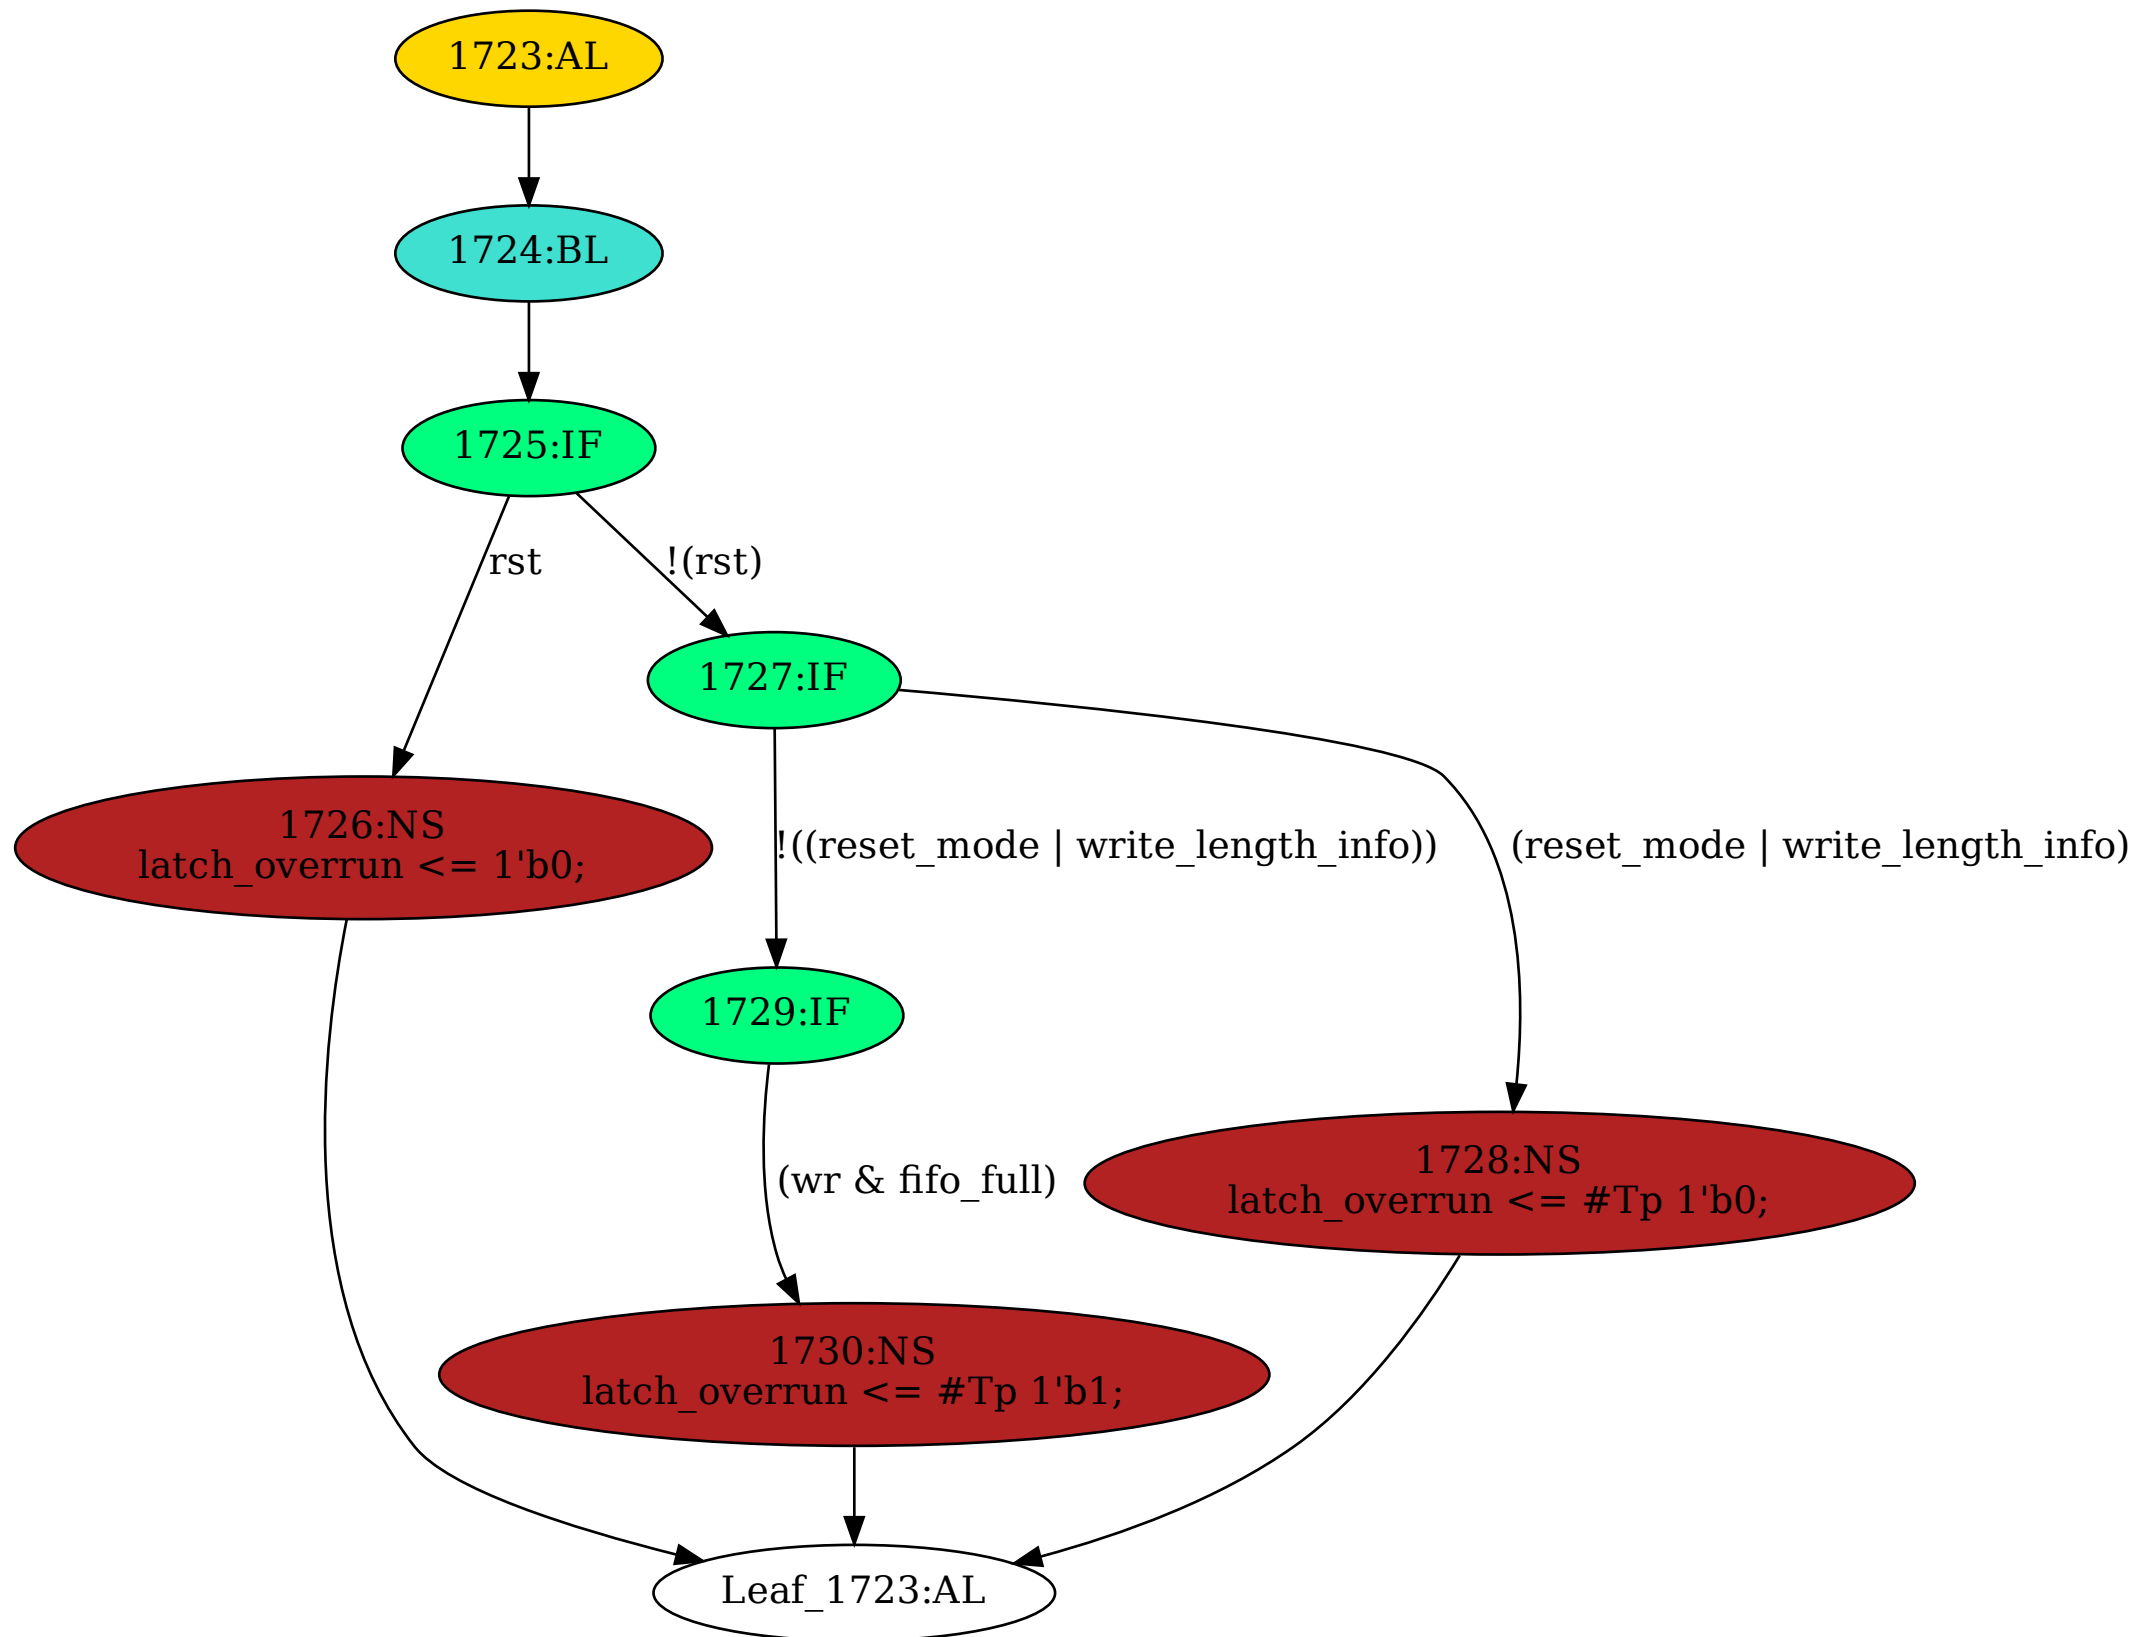 1723:AL
1724:BL
1725:IF
rst
!(rst)
1727:IF
1726:NS
latch_overrun <= 1'b0;
!((reset_mode | write_length_info))
(reset_mode | write_length_info)
1729:IF
(wr & fifo_full)
1728:NS
latch_overrun <= #Tp 1'b0;
1730:NS
latch_overrun <= #Tp 1'b1;
Leaf_1723:AL